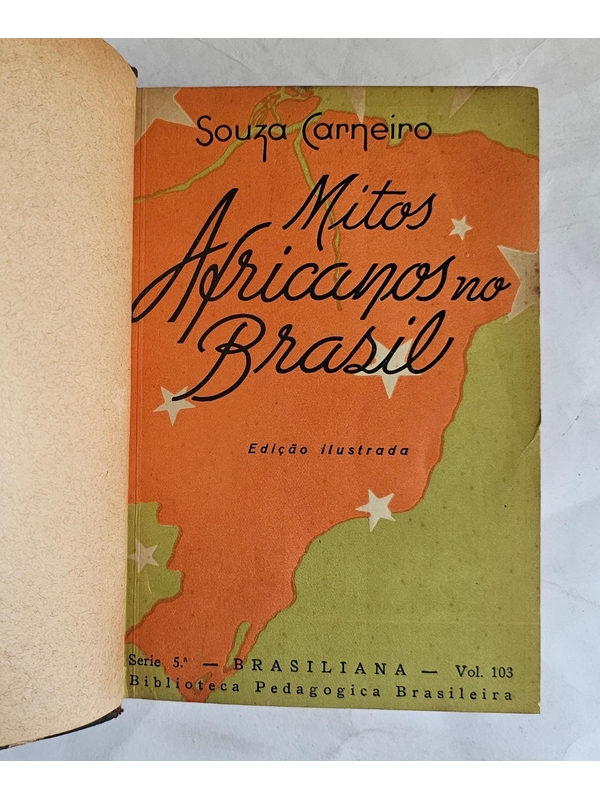 Souza Carneiro
Mitos
Africanos no
Brasil
Edição ilustrada
Serie 5.ª — BRASILIANA — Vol. 103
Biblioteca Pedagogica Brasileira